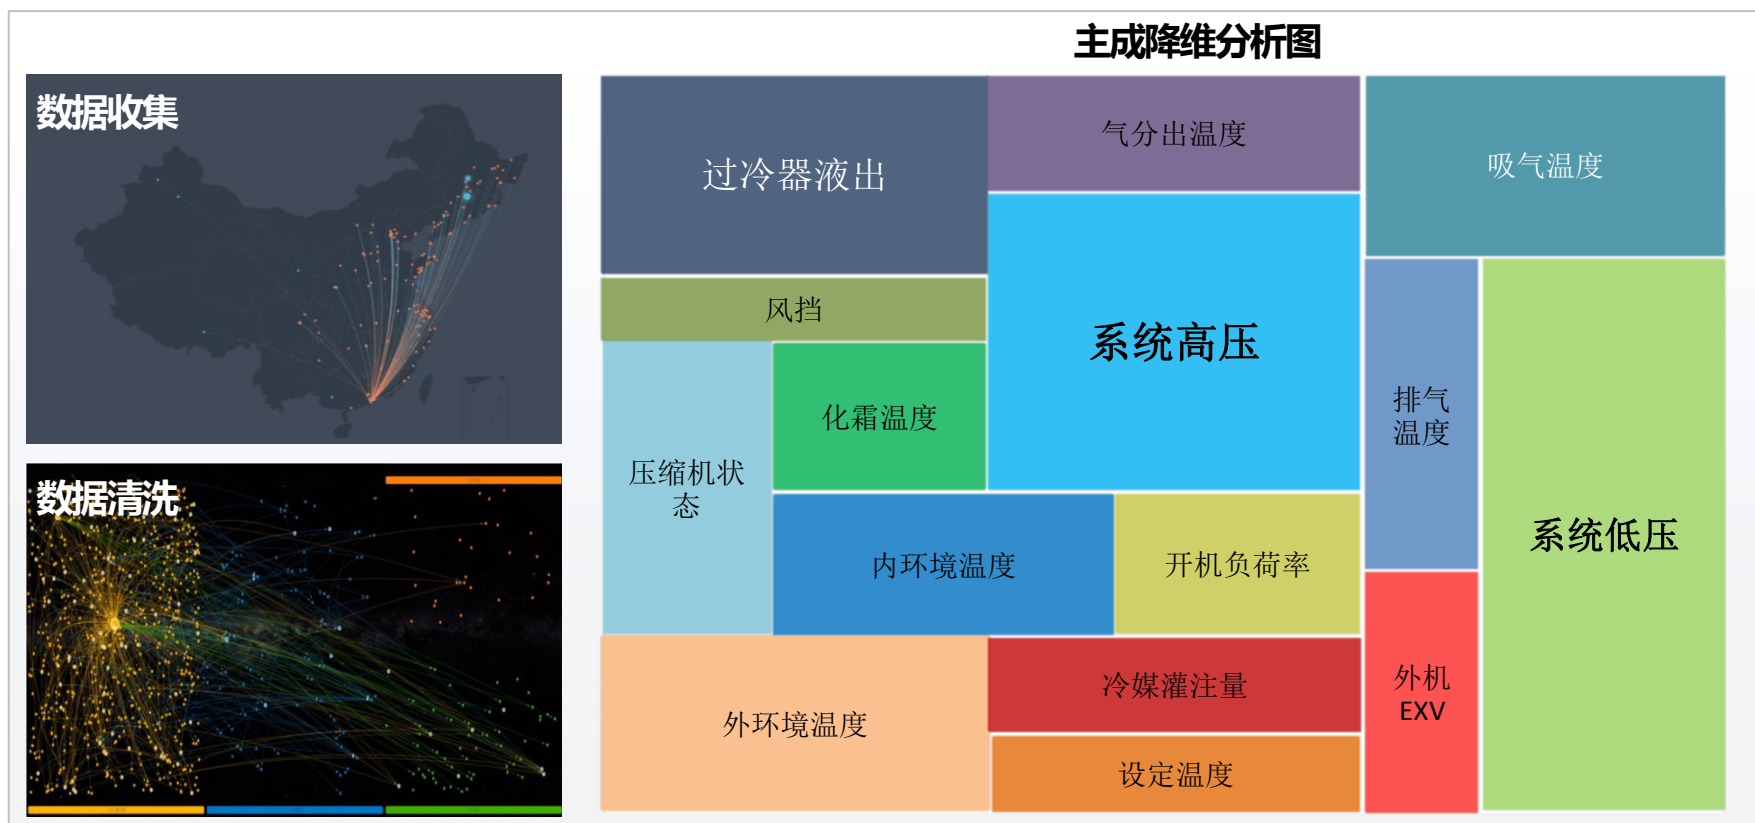 主成降维分析图
数据收集
数据清洗
过冷器液出
气分出温度
吸气温度
风挡
系统高压
化霜温度
压缩机状
态
排气
温度
系统低压
内环境温度
开机负荷率
外环境温度
冷媒灌注量
外机
EXV
设定温度